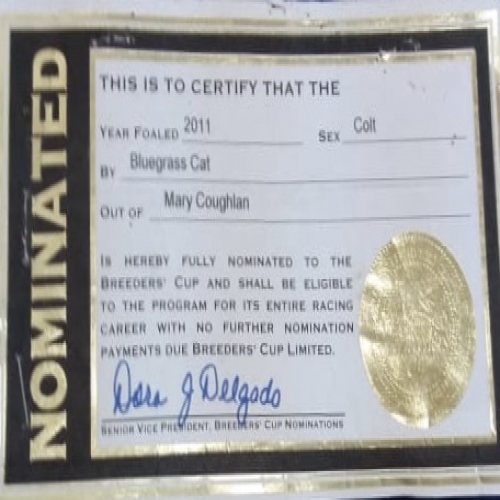 NOMINATED
THIS IS TO CERTIFY THAT THE
YEAR FOALED 2011 SEX Colt
BY Bluegrass Cat
OUT OF Mary Coughlan
IS HEREBY FULLY NOMINATED TO THE
BREEDERS' CUP AND SHALL BE ELIGIBLE
TO THE PROGRAM FOR ITS ENTIRE RACING
CAREER WITH NO FURTHER NOMINATION
PAYMENTS DUE BREEDERS' CUP LIMITED.
Dora J Delgado
SENIOR VICE PRESIDENT, BREEDERS' CUP NOMINATIONS